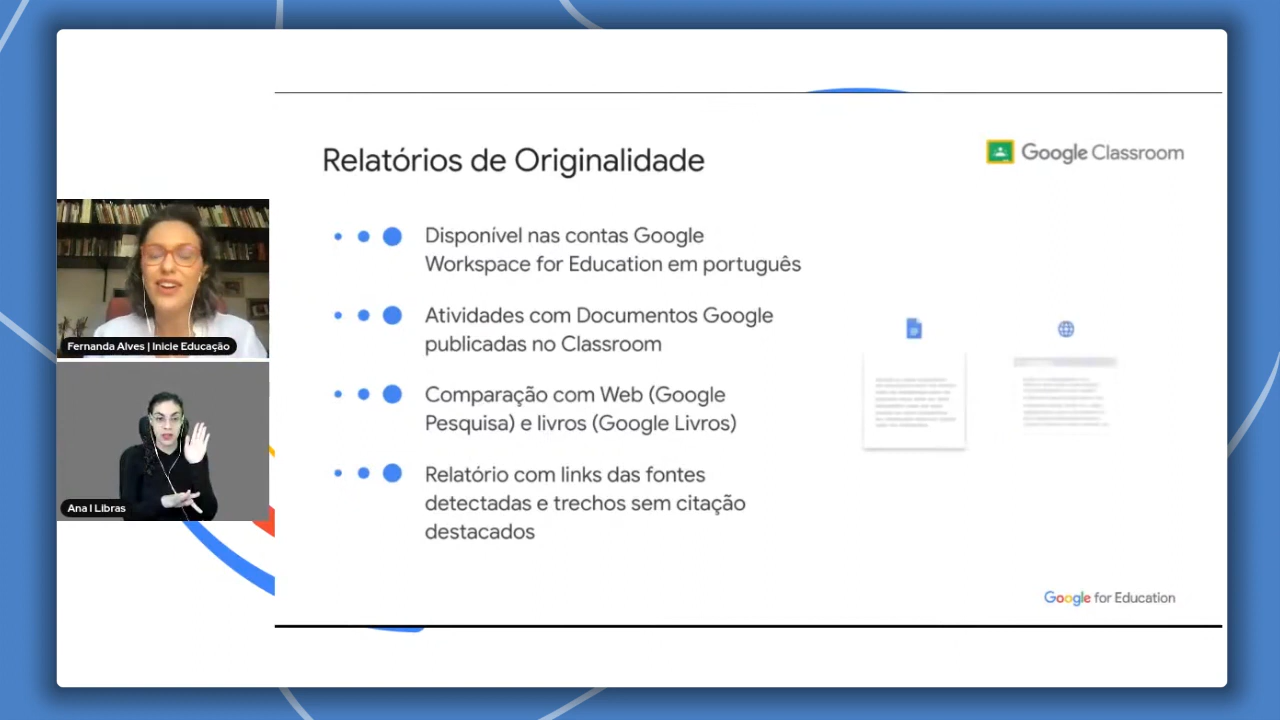 Relatórios de Originalidade
Google Classroom
Disponível nas contas Google
Workspace for Education em português
Atividades com Documentos Google
publicadas no Classroom
Comparação com Web (Google
Pesquisa) e livros (Google Livros)
Relatório com links das fontes
detectadas e trechos sem citação
destacados
Fernanda Alves | Inicie Educação
Ana I Libras
Google for Education